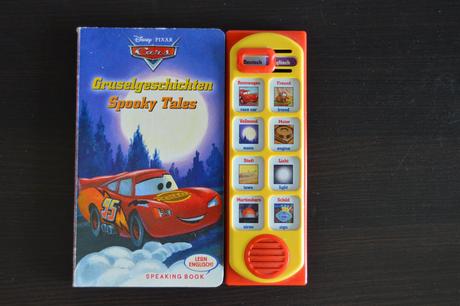 Disney · PIXAR
Cars
Gruselgeschichten
Spooky Tales
95
LERN
ENGLISCH!
SPEAKING BOOK
Deutsch
Englisch
Rennwagen
race car
Freund
friend
Vollmond
moon
Motor
engine
Stadt
town
Licht
light
Martinshorn
siren
Schild
sign